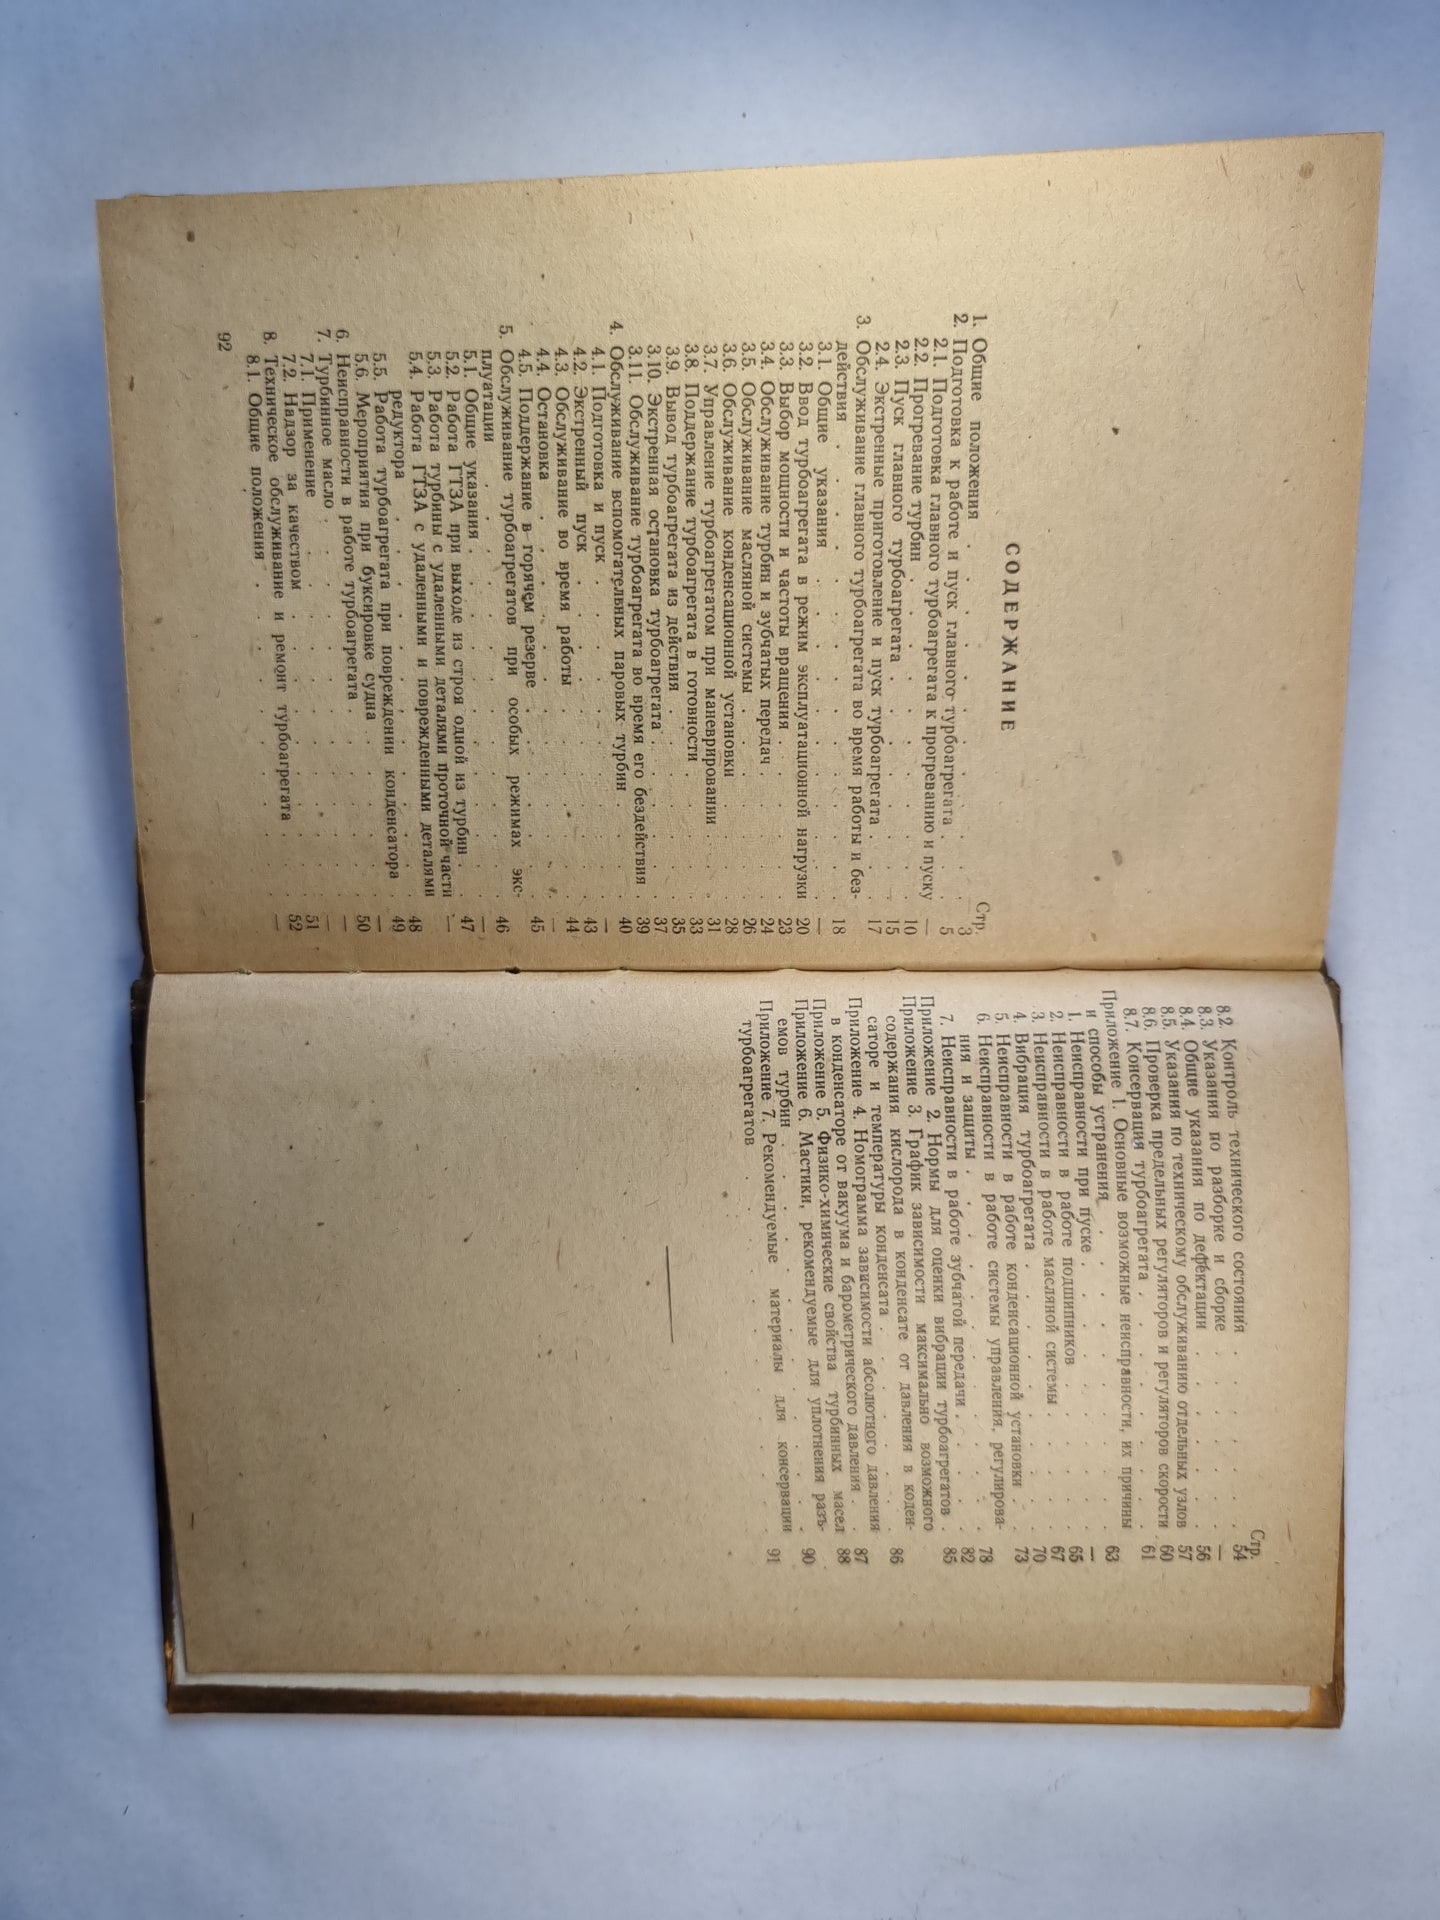 СОДЕРЖАНИЕ
Стр.
1. Общие положения . . . . . . . . . . 3
2. Подготовка к работе и пуск главного турбоагрегата . . . . 5
2.1. Подготовка главного турбоагрегата к прогреванию и пуску —
2.2. Прогревание турбин . . . . . . . . . 10
2.3. Пуск главного турбоагрегата . . . . . . . 15
2.4. Экстренные приготовление и пуск турбоагрегата . . . 17
3. Обслуживание главного турбоагрегата во время работы и без-
действия . . . . . . . . . . . 18
3.1. Общие указания . . . . . . . . . —
3.2. Ввод турбоагрегата в режим эксплуатационной нагрузки 20
3.3. Выбор мощности и частоты вращения . . . . . 23
3.4. Обслуживание турбин и зубчатых передач . . . . 24
3.5. Обслуживание масляной системы . . . . . . 26
3.6. Обслуживание конденсационной установки . . . . 28
3.7. Управление турбоагрегатом при маневрировании . . . 31
3.8. Поддержание турбоагрегата в готовности . . . . 33
3.9. Вывод турбоагрегата из действия . . . . . . 35
3.10. Экстренная остановка турбоагрегата . . . . . 37
3.11. Обслуживание турбоагрегата во время его бездействия . 39
4. Обслуживание вспомогательных паровых турбин . . . . 40
4.1. Подготовка и пуск . . . . . . . . . —
4.2. Экстренный пуск . . . . . . . . . 43
4.3. Обслуживание во время работы . . . . . . 44
4.4. Остановка . . . . . . . . . . —
4.5. Поддержание в горячем резерве . . . . . . 45
5. Обслуживание турбоагрегатов при особых режимах экс-
плуатации . . . . . . . . . . . 46
5.1. Общие указания . . . . . . . . . —
5.2. Работа ГТЗА при выходе из строя одной из турбин . . 47
5.3. Работа турбины с удаленными деталями проточной части —
5.4. Работа ГТЗА с удаленными и поврежденными деталями
редуктора . . . . . . . . . . 48
5.5. Работа турбоагрегата при повреждении конденсатора . 49
5.6. Мероприятия при буксировке судна . . . . . —
6. Неисправности в работе турбоагрегата . . . . . . 50
7. Турбинное масло . . . . . . . . . . —
7.1. Применение . . . . . . . . . . —
7.2. Надзор за качеством . . . . . . . . 51
8. Техническое обслуживание и ремонт турбоагрегата . . . 52
8.1. Общие положения . . . . . . . . . —
92
Стр.
8.2. Контроль технического состояния . . . . . . 54
8.3. Указания по разборке и сборке . . . . . . —
8.4. Общие указания по дефектации . . . . . . 56
8.5. Указания по техническому обслуживанию отдельных узлов 57
8.6. Проверка предельных регуляторов и регуляторов скорости 60
8.7. Консервация турбоагрегата . . . . . . . 61
Приложение 1. Основные возможные неисправности, их причины
и способы устранения . . . . . . . . . 63
1. Неисправности при пуске . . . . . . . . —
2. Неисправности в работе подшипников . . . . . 65
3. Неисправности в работе масляной системы . . . . 67
4. Вибрация турбоагрегата . . . . . . . . 70
5. Неисправности в работе конденсационной установки . . 73
6. Неисправности в работе системы управления, регулирова-
ния и защиты . . . . . . . . . . 78
7. Неисправности в работе зубчатой передачи . . . . 82
Приложение 2. Нормы для оценки вибрации турбоагрегатов . 85
Приложение 3. График зависимости максимально возможного
содержания кислорода в конденсате от давления в коден-
саторе и температуры конденсата . . . . . . . 86
Приложение 4. Номограмма зависимости абсолютного давления
в конденсаторе от вакуума и барометрического давления . . 87
Приложение 5. Физико-химические свойства турбинных масел 88
Приложение 6. Мастики, рекомендуемые для уплотнения разъ-
емов турбин . . . . . . . . . . . 90
Приложение 7. Рекомендуемые материалы для консервации
турбоагрегатов . . . . . . . . . . 91